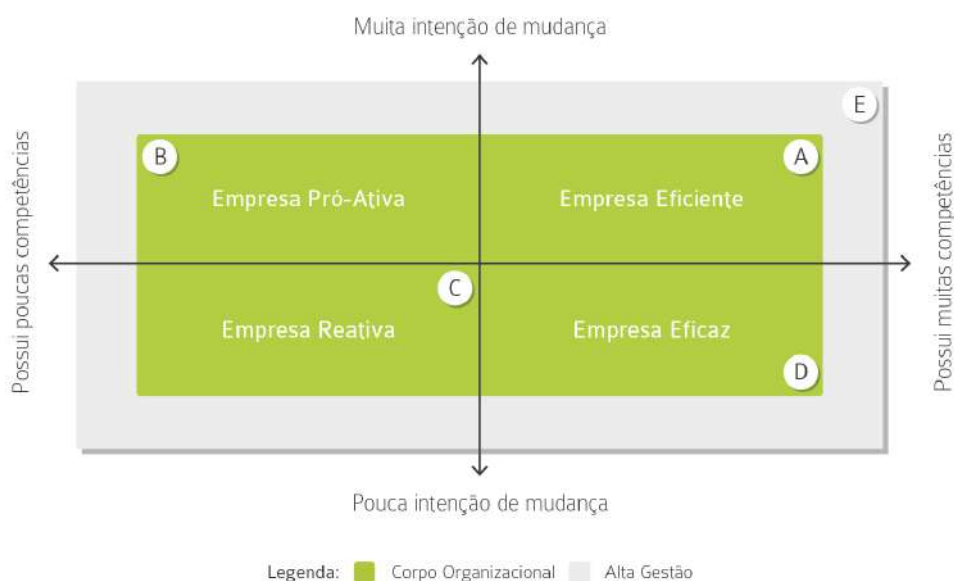 Muita intenção de mudança
E
B
A
Possui poucas competências
Empresa Pró-Ativa
Empresa Eficiente
Possui muitas competências
C
Empresa Reativa
Empresa Eficaz
D
Pouca intenção de mudança
Legenda: Corpo Organizacional Alta Gestão